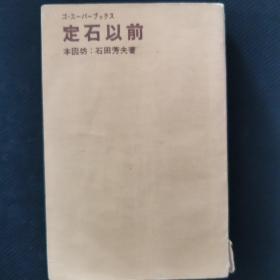 ゴ・スーパーブックス
定石以前
本因坊：石田芳夫著